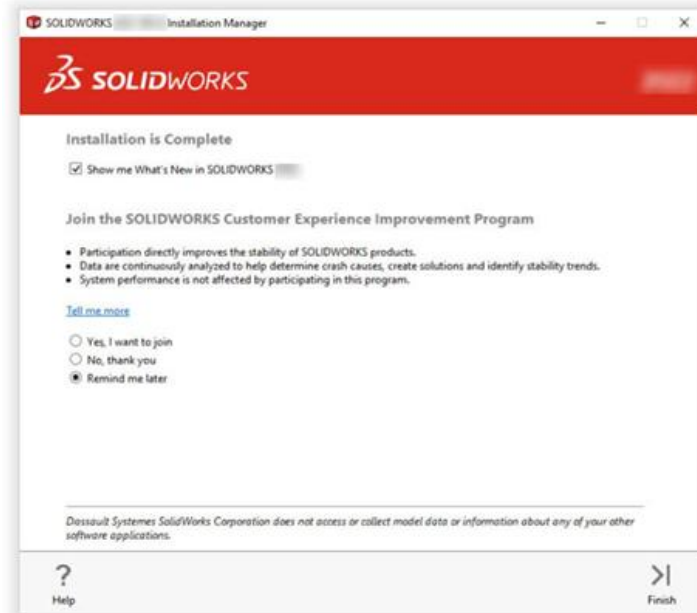 SOLIDWORKS Installation Manager
SOLIDWORKS
Installation is Complete
Show me What's New in SOLIDWORKS
Join the SOLIDWORKS Customer Experience Improvement Program
• Participation directly improves the stability of SOLIDWORKS products.
• Data are continuously analyzed to help determine crash causes, create solutions and identify stability trends.
• System performance is not affected by participating in this program.
Tell me more
Yes, I want to join
No, thank you
Remind me later
Dassault Systemes SolidWorks Corporation does not access or collect model data or information about any of your other
software applications.
?
Help
Finish